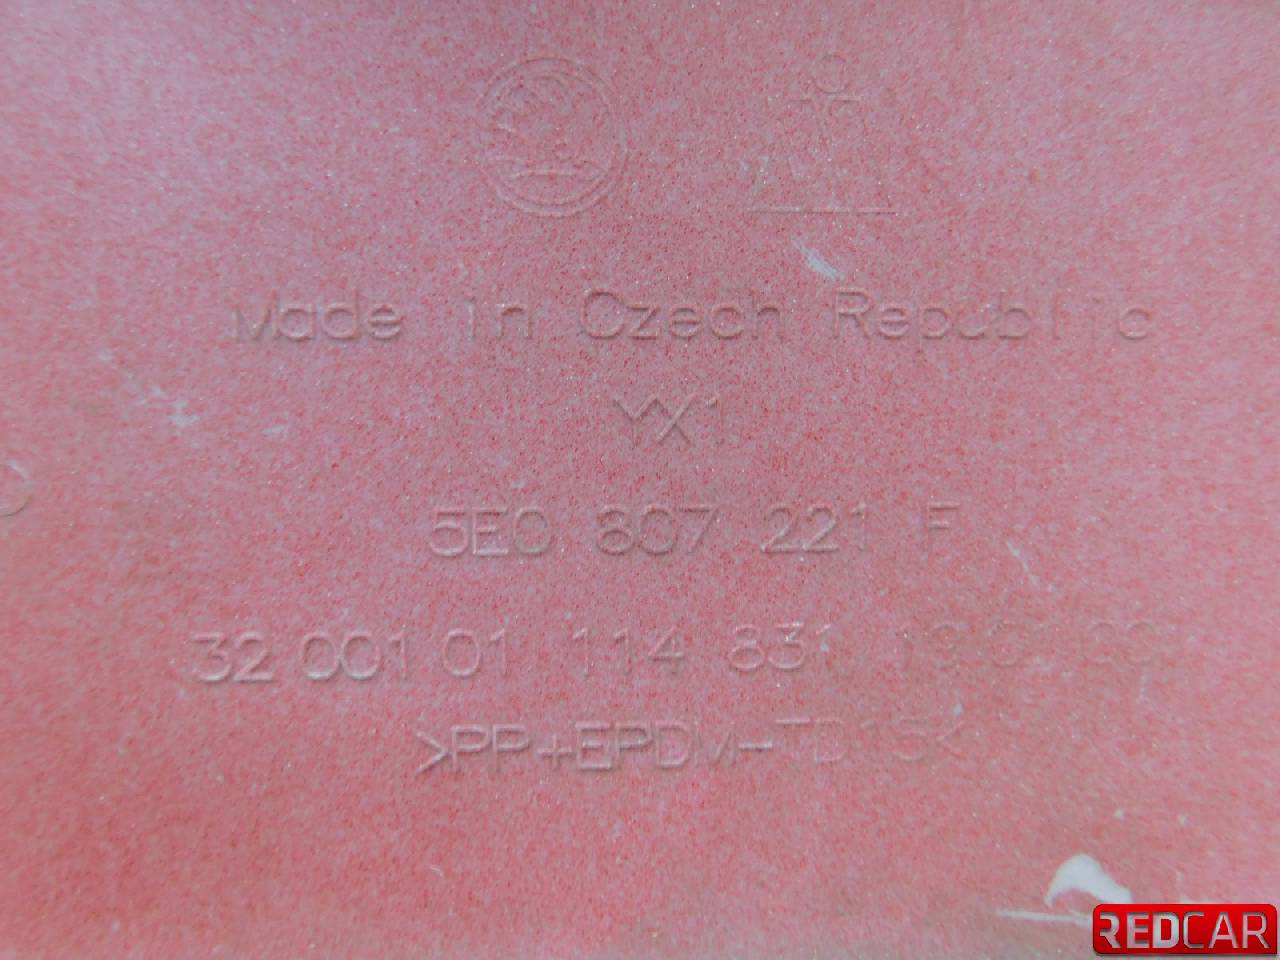 Made in Czech Republic
YX1
5E0 807 221 F
32 001 01 114 831
>PP+EPDM-TD15<
REDCAR